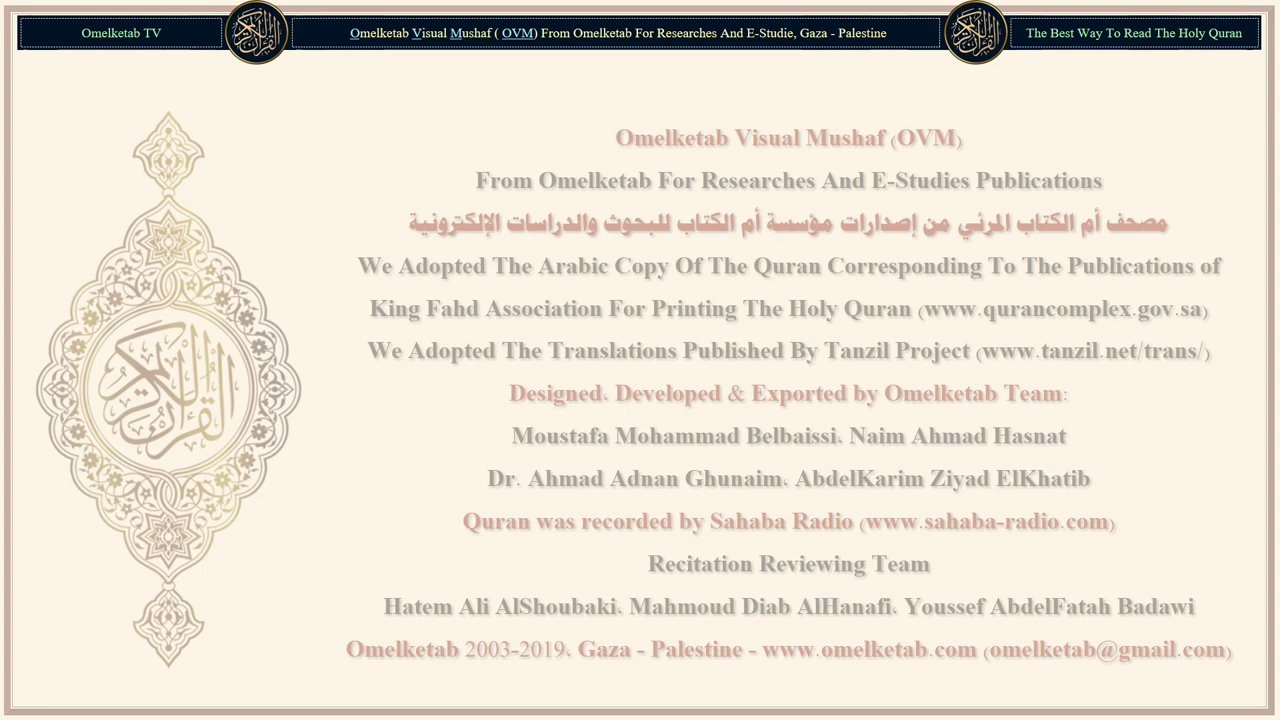 Omelketab TV
Omelketab Visual Mushaf ( OVM) From Omelketab For Researches And E-Studie, Gaza - Palestine
The Best Way To Read The Holy Quran
Omelketab Visual Mushaf (OVM)
From Omelketab For Researches And E-Studies Publications
مصحف أم الكتاب المرئي من إصدارات مؤسسة أم الكتاب للبحوث والدراسات الإلكترونية
We Adopted The Arabic Copy Of The Quran Corresponding To The Publications of
King Fahd Association For Printing The Holy Quran (www.qurancomplex.gov.sa)
We Adopted The Translations Published By Tanzil Project (www.tanzil.net/trans/)
Designed، Developed & Exported by Omelketab Team:
Moustafa Mohammad Belbaissi، Naim Ahmad Hasnat
Dr. Ahmad Adnan Ghunaim، AbdelKarim Ziyad ElKhatib
Quran was recorded by Sahaba Radio (www.sahaba-radio.com)
Recitation Reviewing Team
Hatem Ali AlShoubaki، Mahmoud Diab AlHanafi، Youssef AbdelFatah Badawi
Omelketab 2003-2019، Gaza - Palestine - www.omelketab.com (omelketab@gmail.com)
القرآن الكريم